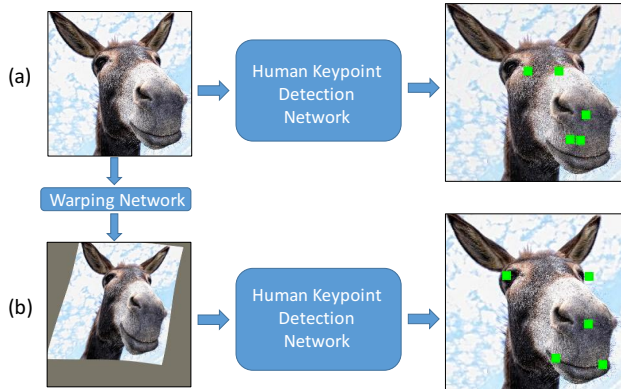 (a)
Human Keypoint
Detection
Network
Warping Network
(b)
Human Keypoint
Detection
Network